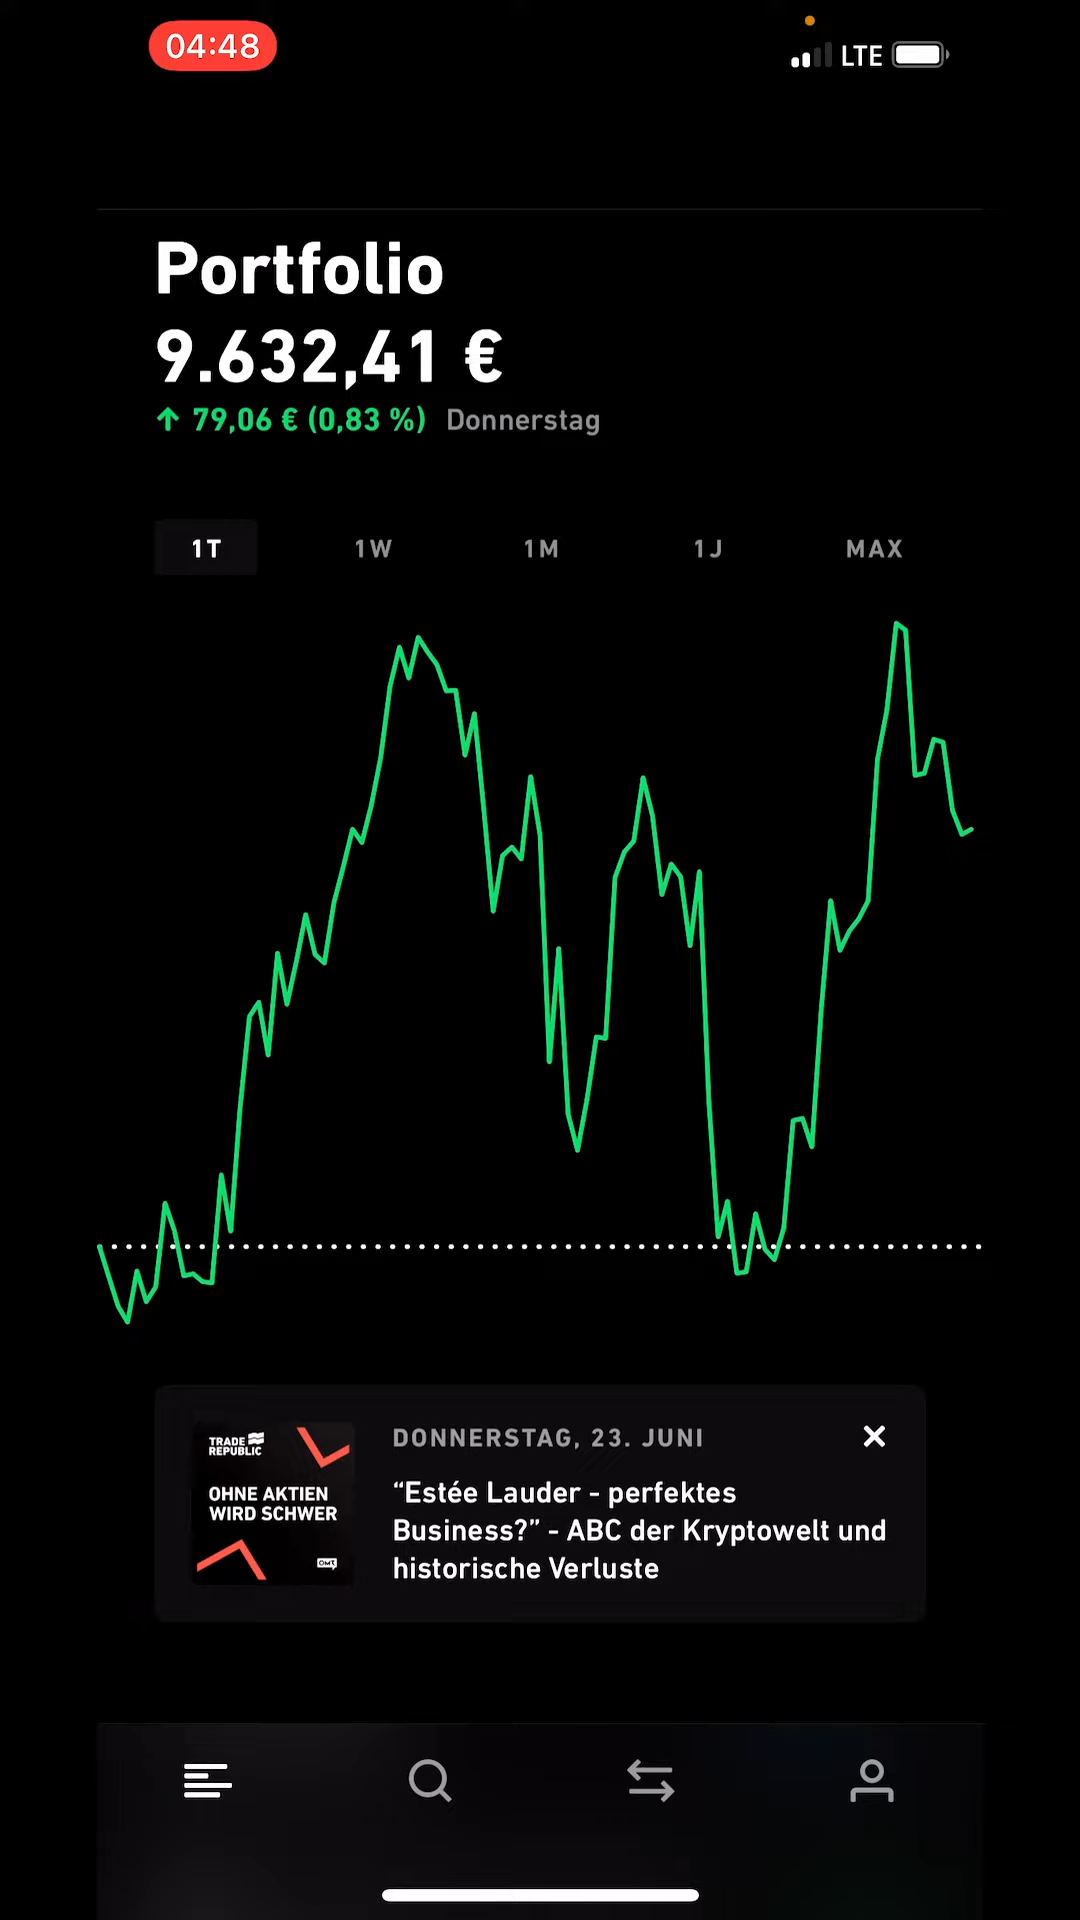 04:48
LTE
Portfolio
9.632,41 €
↑ 79,06 € (0,83 %) Donnerstag
1T 1W 1M 1J MAX
TRADE
REPUBLIC
OHNE AKTIEN
WIRD SCHWER
OMR
DONNERSTAG, 23. JUNI
“Estée Lauder - perfektes
Business?” - ABC der Kryptowelt und
historische Verluste